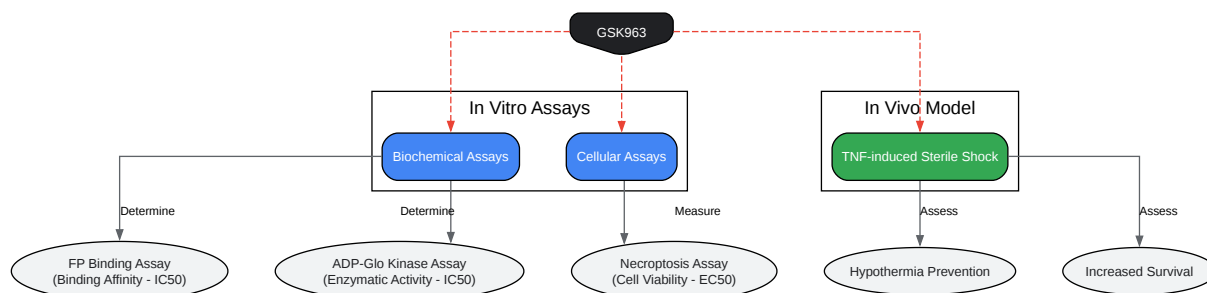 GSK963
In Vitro Assays
In Vivo Model
Biochemical Assays
Cellular Assays
TNF-induced Sterile Shock
Determine
Determine
Measure
Assess
Assess
FP Binding Assay
(Binding Affinity - IC50)
ADP-Glo Kinase Assay
(Enzymatic Activity - IC50)
Necroptosis Assay
(Cell Viability - EC50)
Hypothermia Prevention
Increased Survival